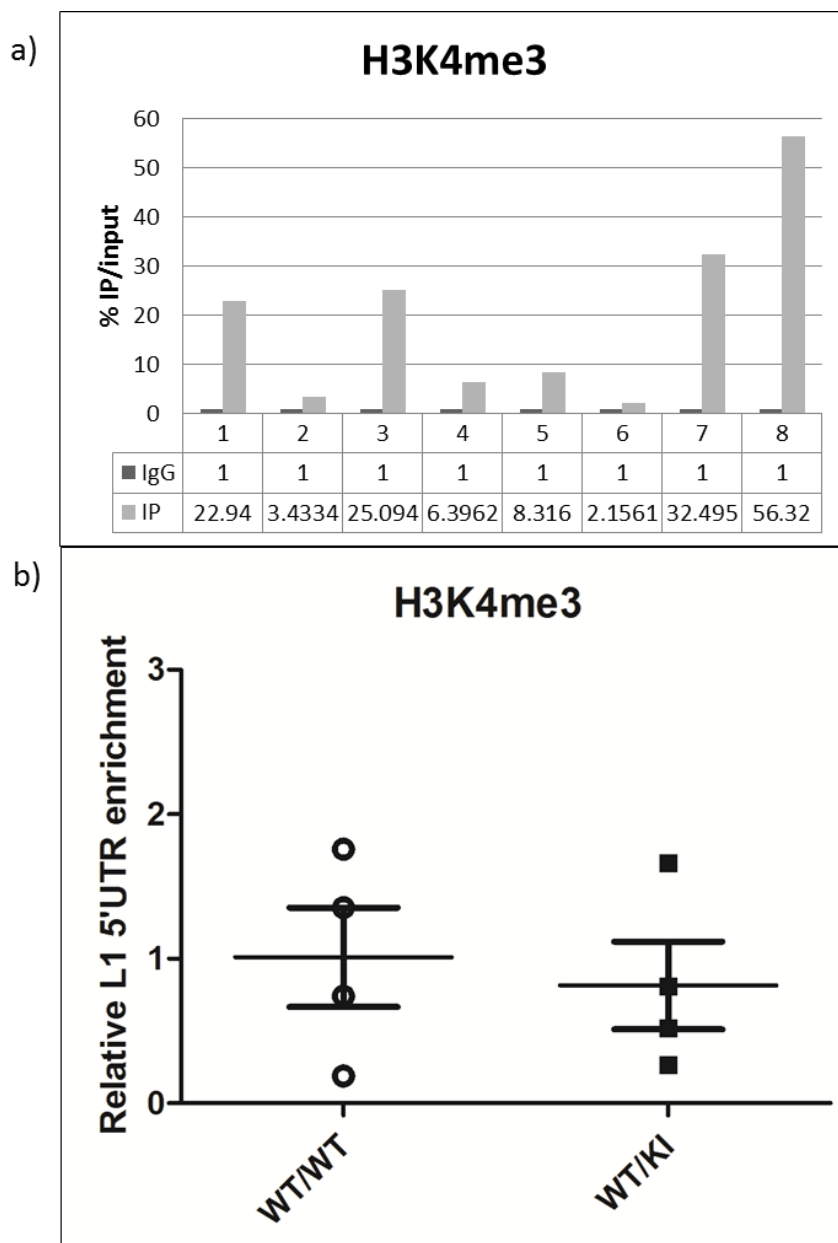 a)
H3K4me3
% IP/input
60
50
40
30
20
10
0
1 2 3 4 5 6 7 8
IgG 1 1 1 1 1 1 1 1
IP 22.94 3.4334 25.094 6.3962 8.316 2.1561 32.495 56.32
b)
H3K4me3
Relative L1 5'UTR enrichment
3
2
1
0
WT/WT
WT/KI